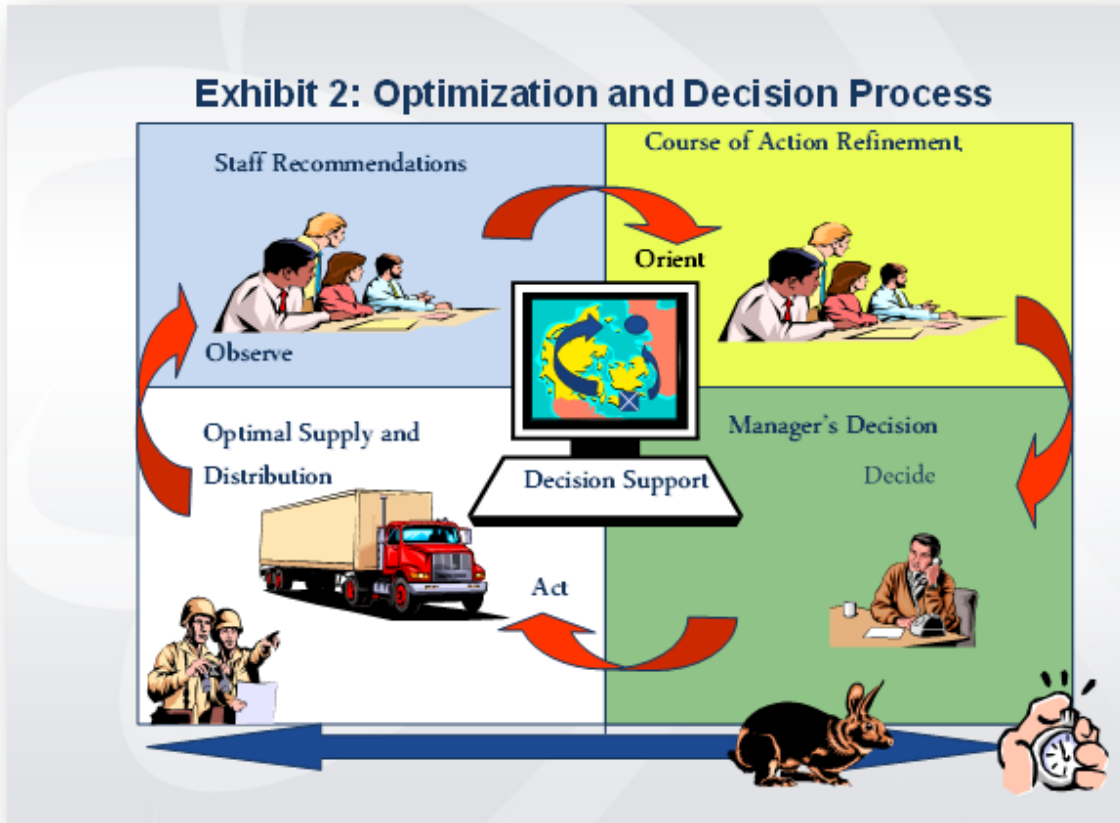 Exhibit 2: Optimization and Decision Process
Staff Recommendations
Course of Action Refinement,
Orient
Observe
Optimal Supply and
Distribution
Manager's Decision
Decision Support
Decide
Act